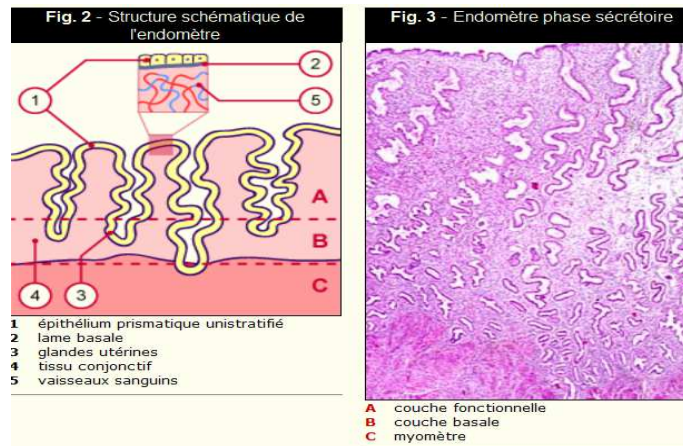 Fig. 2 - Structure schématique de
l'endomètre
1
2
5
A
B
C
4
3
1 épithélium prismatique unistratifié
2 lame basale
3 glandes utérines
4 tissu conjonctif
5 vaisseaux sanguins
Fig. 3 - Endomètre phase sécrétoire
A couche fonctionnelle
B couche basale
C myomètre